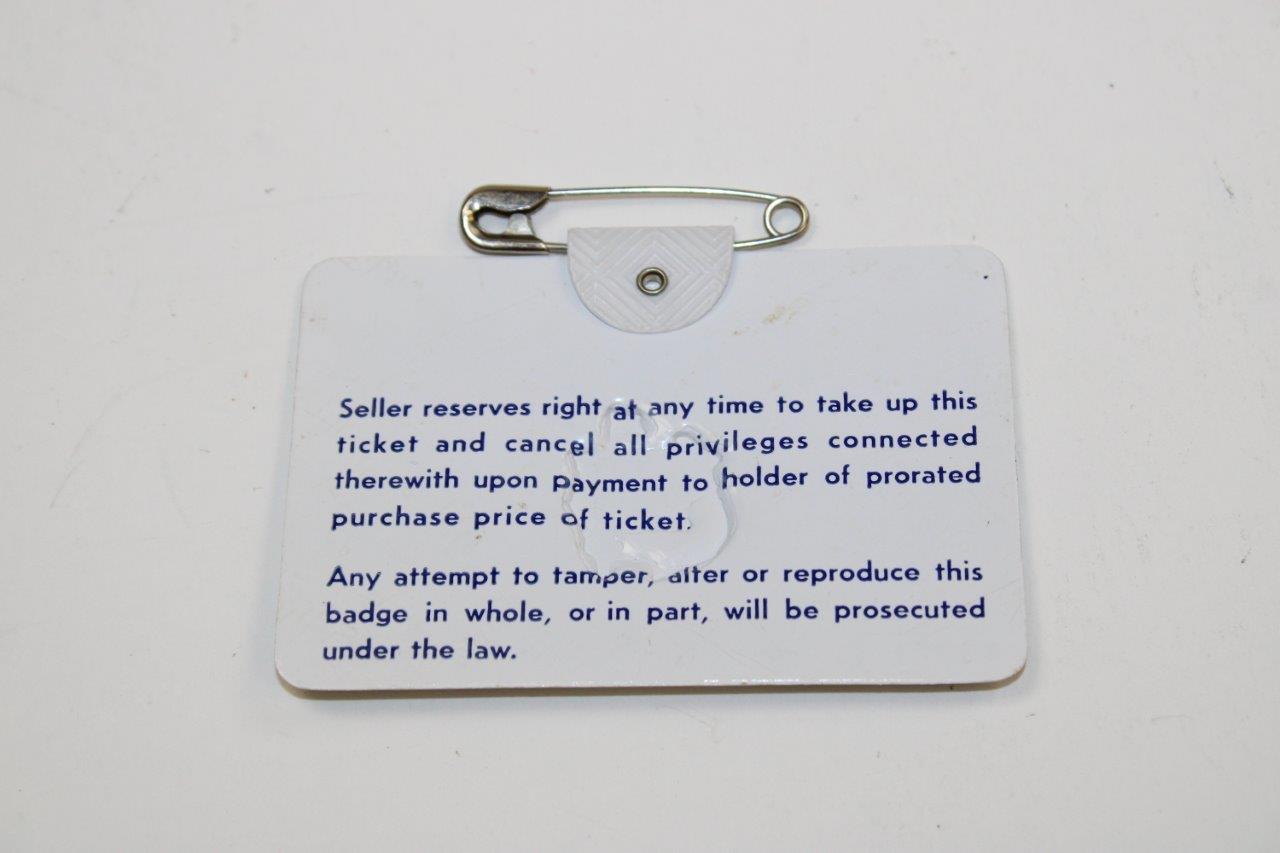 Seller reserves right at any time to take up this
ticket and cancel all privileges connected
therewith upon payment to holder of prorated
purchase price of ticket.
Any attempt to tamper, alter or reproduce this
badge in whole, or in part, will be prosecuted
under the law.